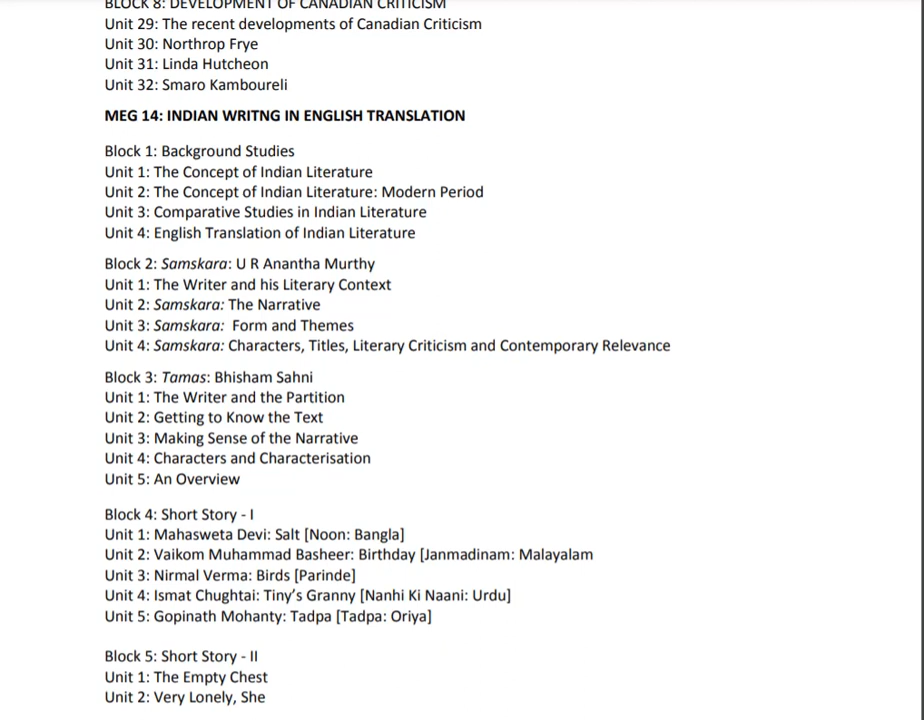 BLOCK 8: DEVELOPMENT OF CANADIAN CRITICISM
Unit 29: The recent developments of Canadian Criticism
Unit 30: Northrop Frye
Unit 31: Linda Hutcheon
Unit 32: Smaro Kamboureli
MEG 14: INDIAN WRITNG IN ENGLISH TRANSLATION
Block 1: Background Studies
Unit 1: The Concept of Indian Literature
Unit 2: The Concept of Indian Literature: Modern Period
Unit 3: Comparative Studies in Indian Literature
Unit 4: English Translation of Indian Literature
Block 2: Samskara: U R Anantha Murthy
Unit 1: The Writer and his Literary Context
Unit 2: Samskara: The Narrative
Unit 3: Samskara: Form and Themes
Unit 4: Samskara: Characters, Titles, Literary Criticism and Contemporary Relevance
Block 3: Tamas: Bhisham Sahni
Unit 1: The Writer and the Partition
Unit 2: Getting to Know the Text
Unit 3: Making Sense of the Narrative
Unit 4: Characters and Characterisation
Unit 5: An Overview
Block 4: Short Story - I
Unit 1: Mahasweta Devi: Salt [Noon: Bangla]
Unit 2: Vaikom Muhammad Basheer: Birthday [Janmadinam: Malayalam
Unit 3: Nirmal Verma: Birds [Parinde]
Unit 4: Ismat Chughtai: Tiny’s Granny [Nanhi Ki Naani: Urdu]
Unit 5: Gopinath Mohanty: Tadpa [Tadpa: Oriya]
Block 5: Short Story - II
Unit 1: The Empty Chest
Unit 2: Very Lonely, She